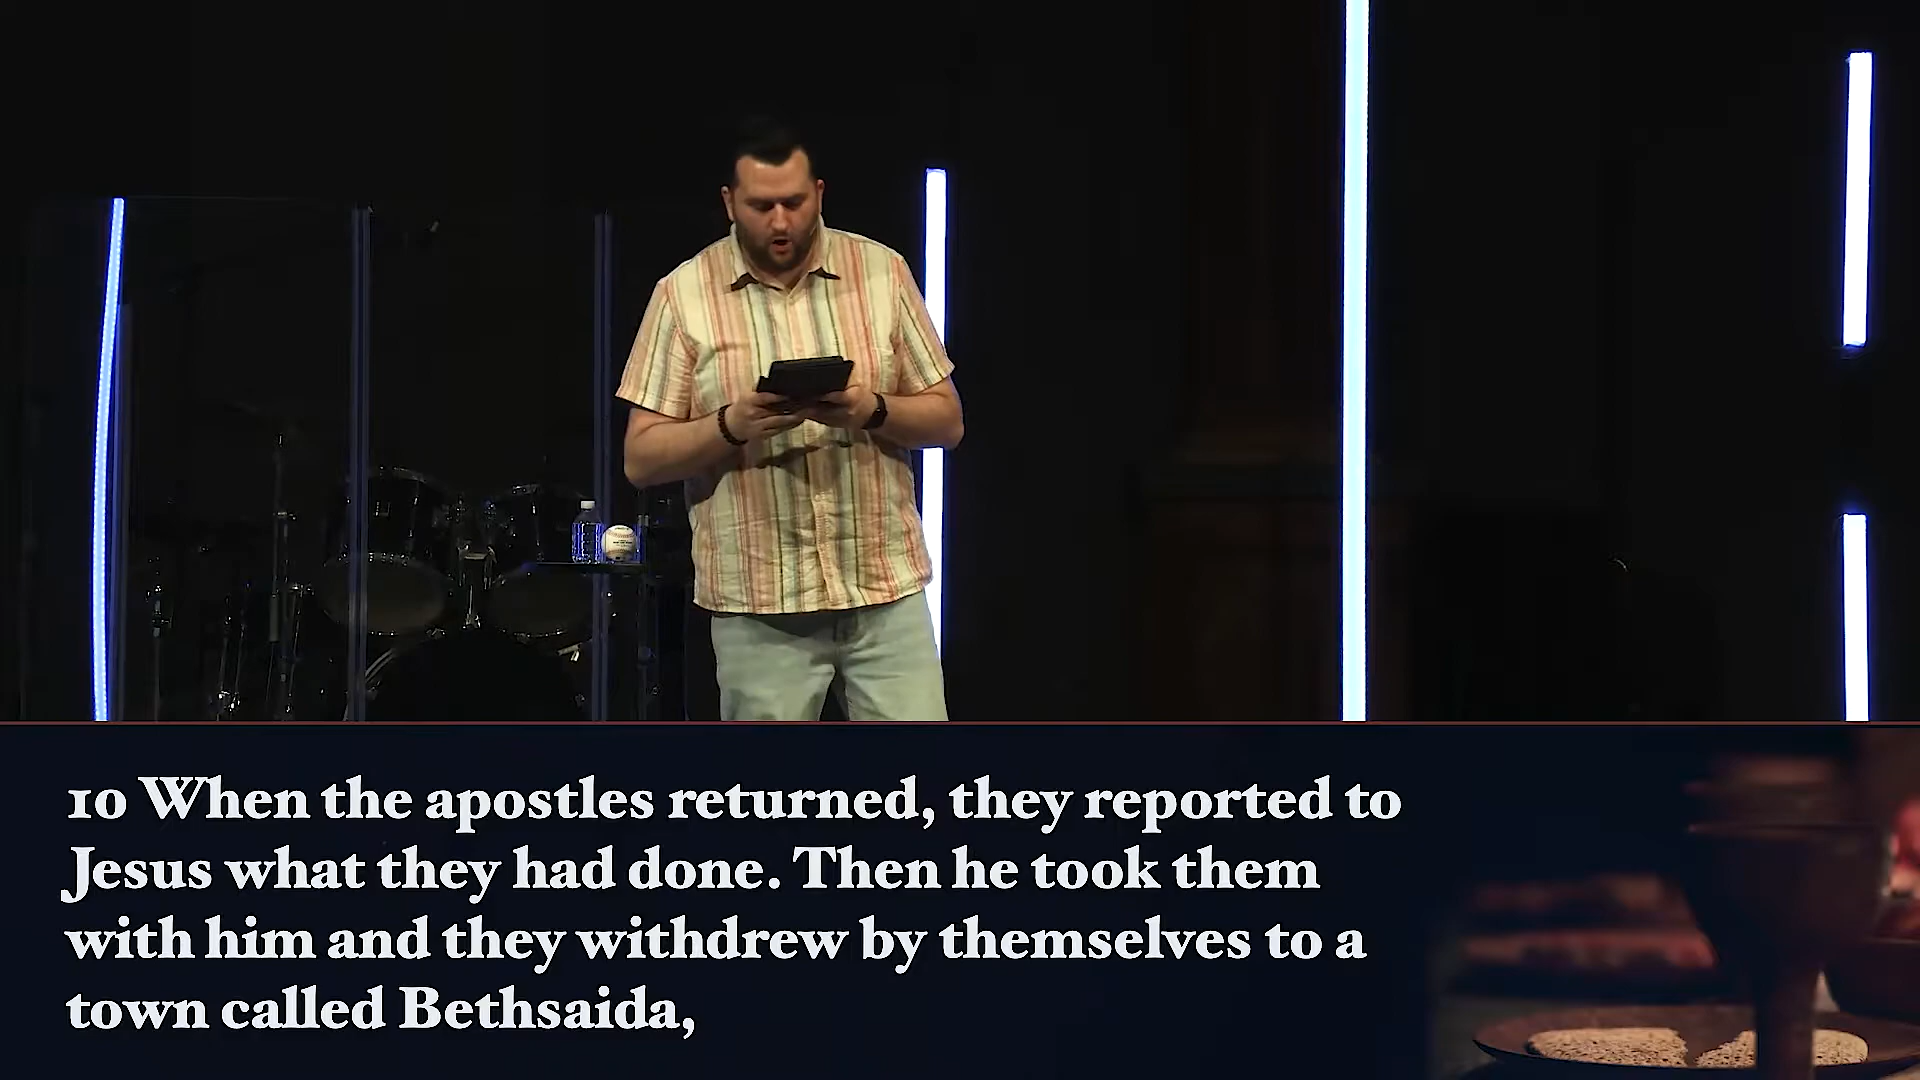 10 When the apostles returned, they reported to
Jesus what they had done. Then he took them
with him and they withdrew by themselves to a
town called Bethsaida,